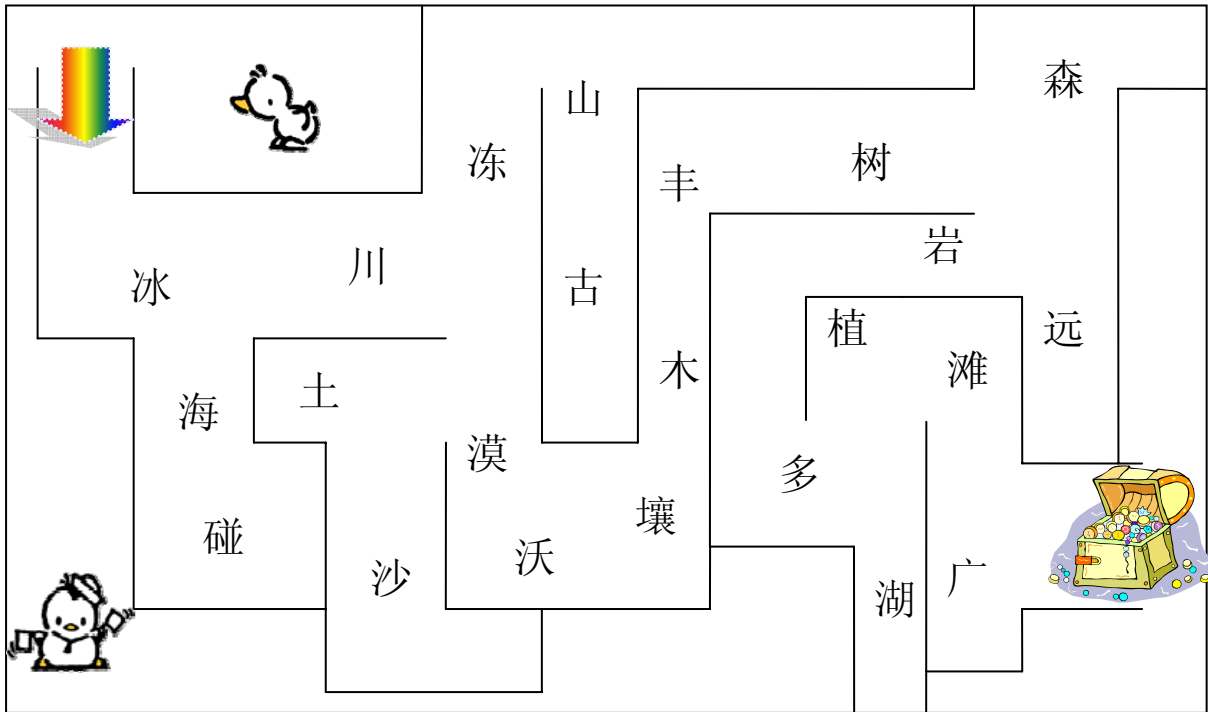 森
山
冻
树
丰
岩
川
冰
古
植
远
木
滩
土
海
漠
多
壤
碰
沃
沙
广
湖